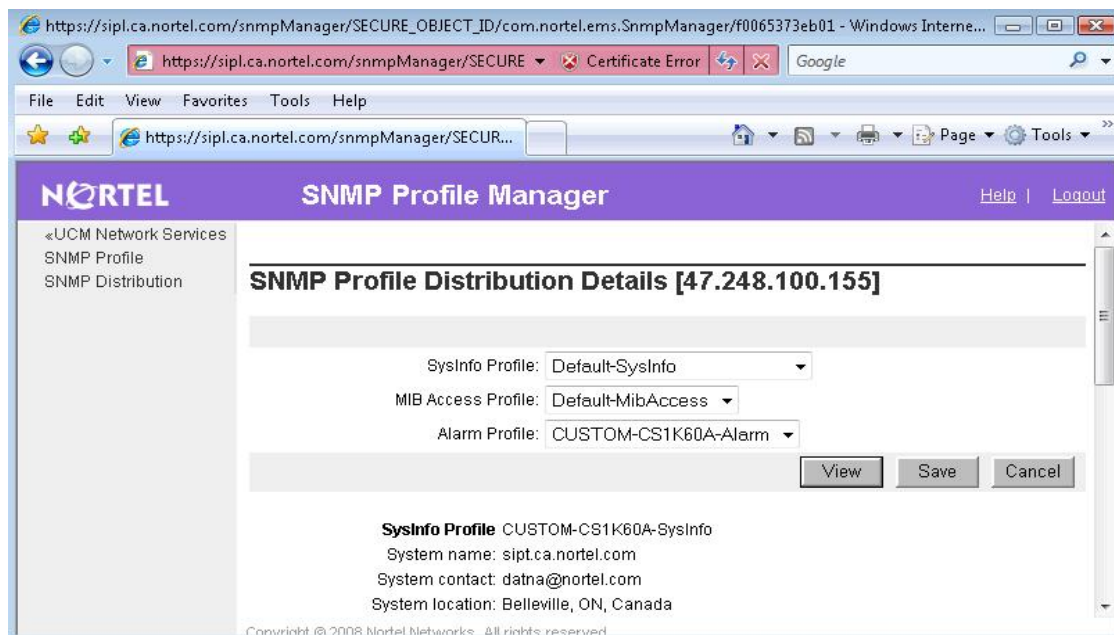 https://sipl.ca.nortel.com/snmpManager/SECURE_OBJECT_ID/com.nortel.ems.SnmpManager/f0065373eb01 - Windows Interne...
https://sipl.ca.nortel.com/snmpManager/SECURE Certificate Error Google
File Edit View Favorites Tools Help
https://sipl.ca.nortel.com/snmpManager/SECUR... Page Tools
NORTEL SNMP Profile Manager Help | Logout
«UCM Network Services
SNMP Profile
SNMP Distribution
SNMP Profile Distribution Details [47.248.100.155]
SysInfo Profile: Default-SysInfo
MIB Access Profile: Default-MibAccess
Alarm Profile: CUSTOM-CS1K60A-Alarm
View Save Cancel
SysInfo Profile CUSTOM-CS1K60A-SysInfo
System name: sipt.ca.nortel.com
System contact: datna@nortel.com
System location: Belleville, ON, Canada
Copyright © 2008 Nortel Networks. All rights reserved